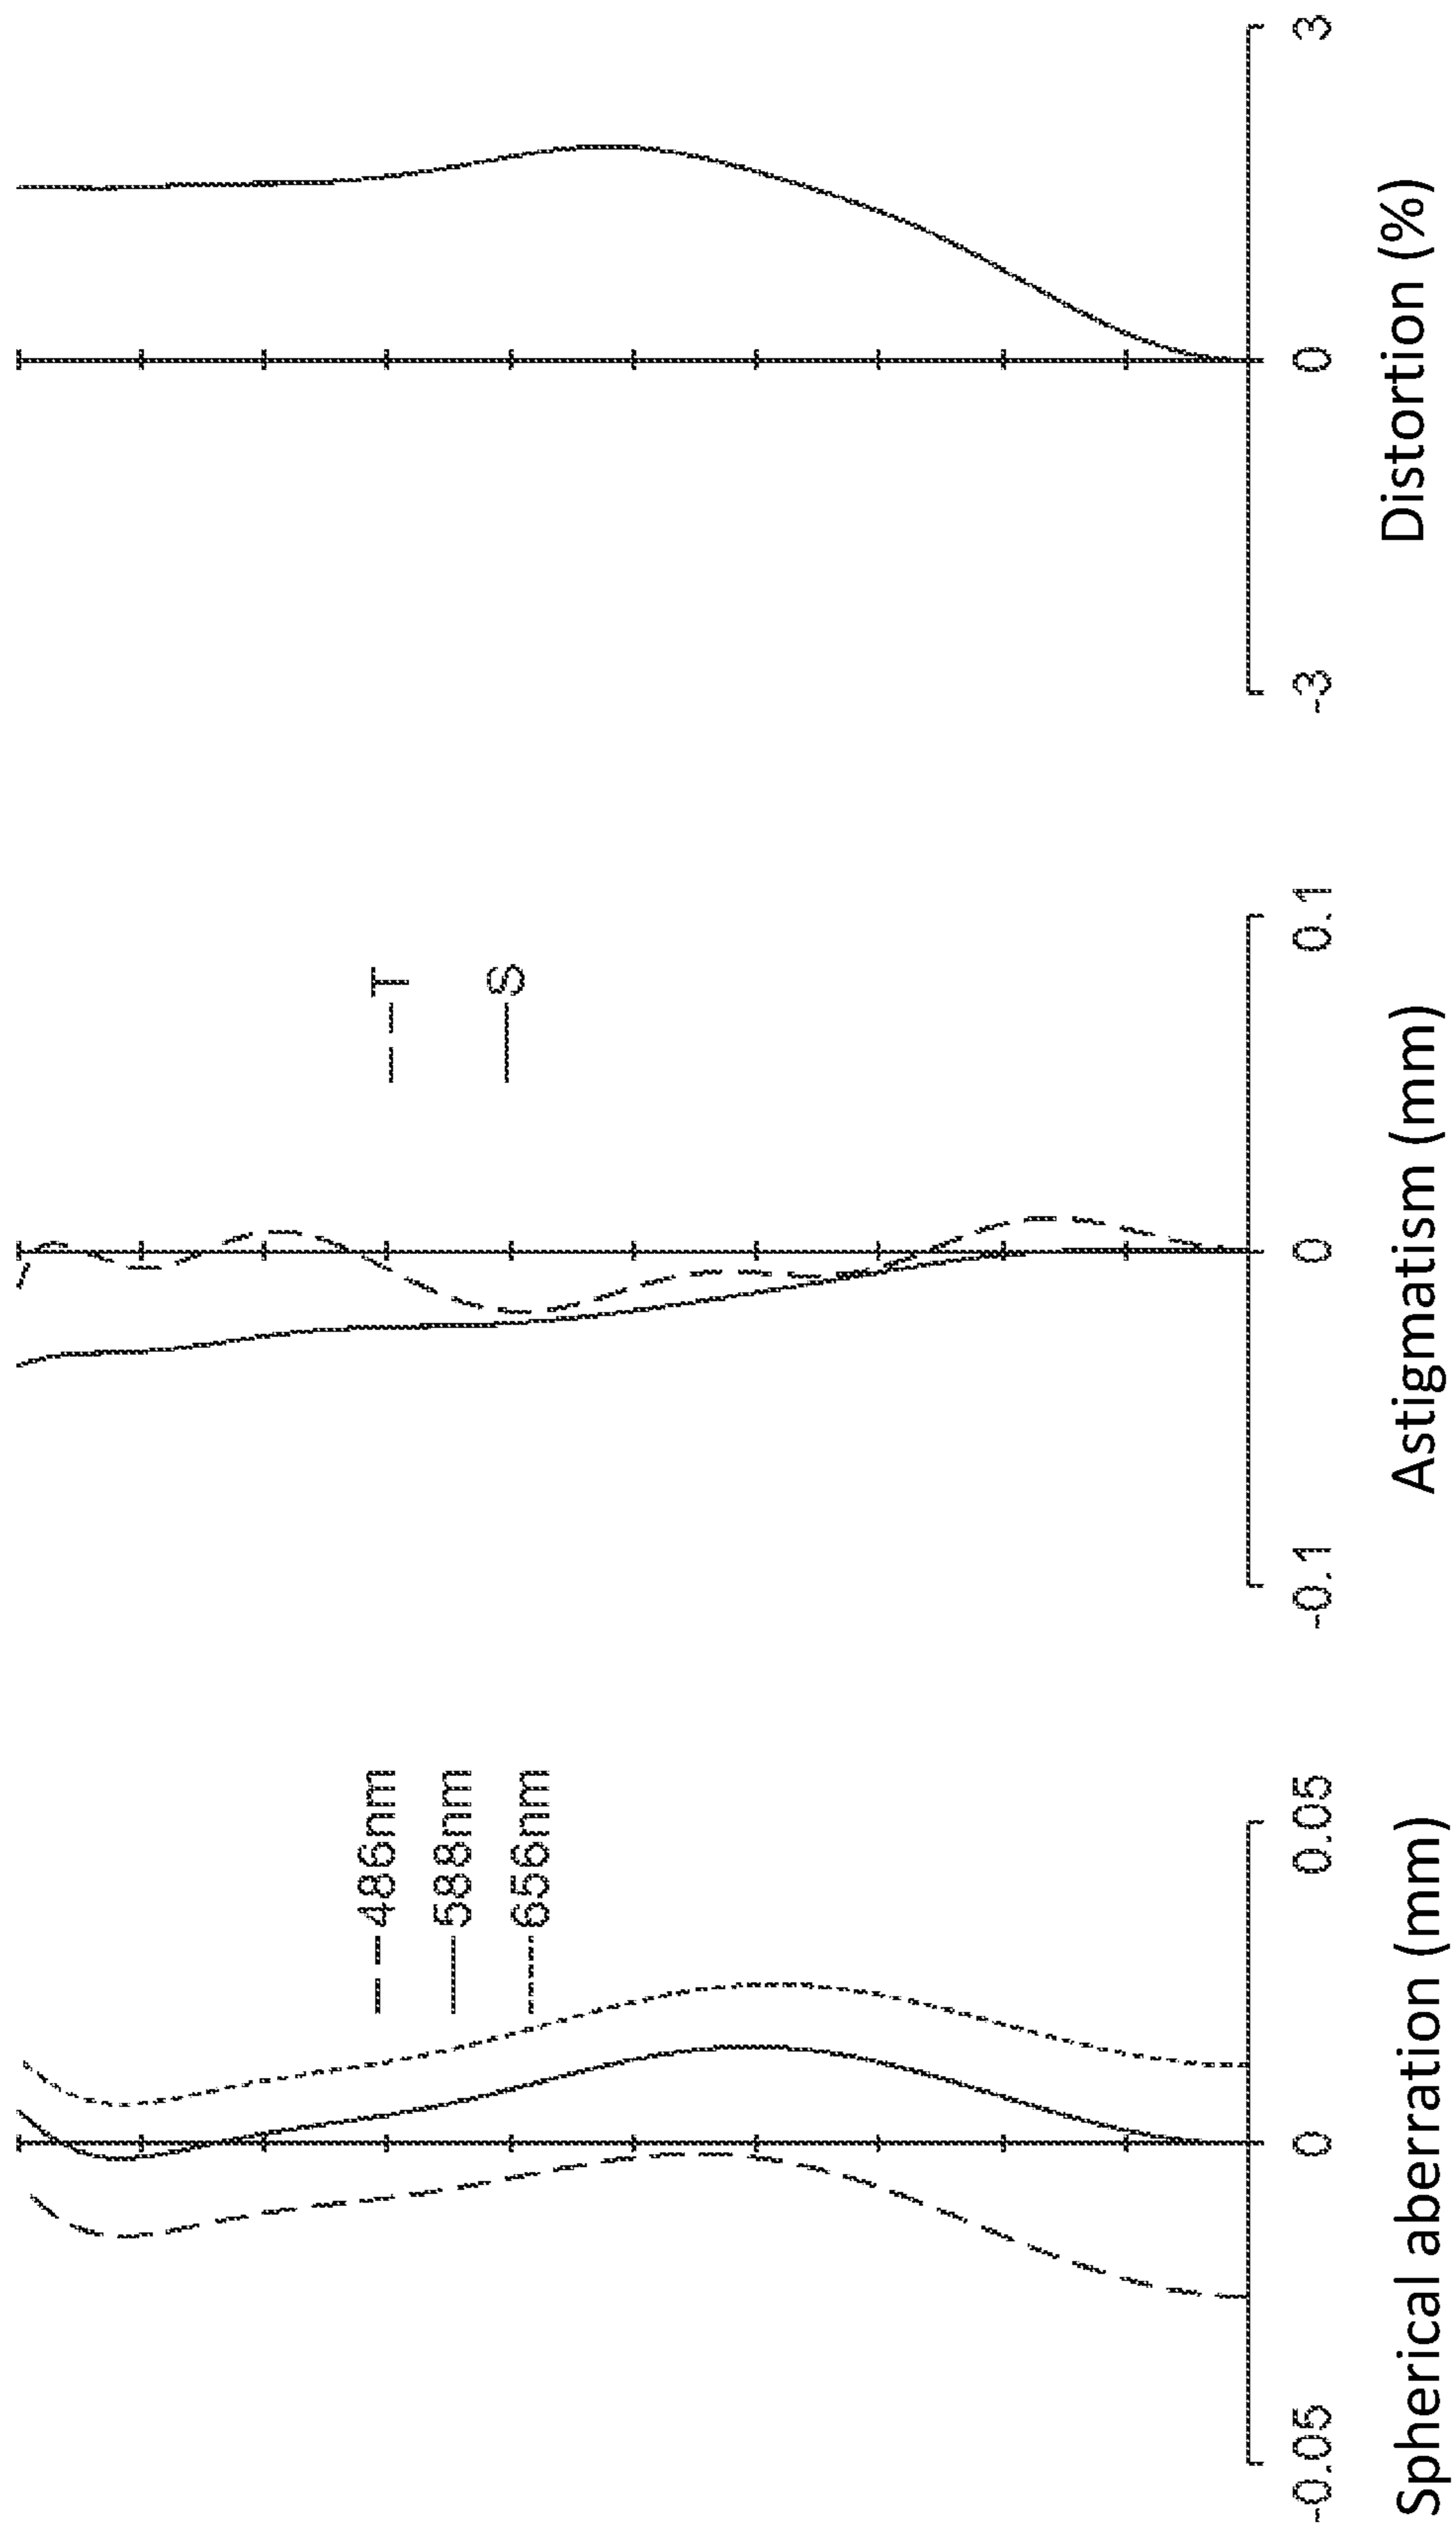 486nm
588nm
656nm
-0.05
0
0.05
Spherical aberration (mm)
T
S
-0.1
0
0.1
Astigmatism (mm)
-3
0
3
Distortion (%)